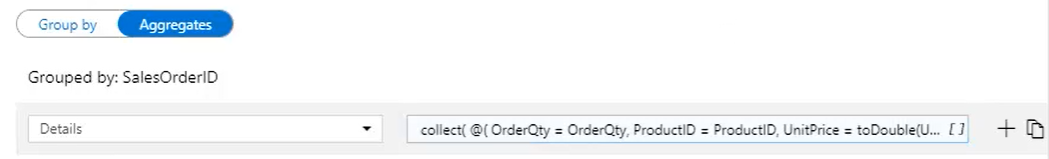 Group by Aggregates
Grouped by: SalesOrderID
Details collect( @( OrderQty = OrderQty, ProductID = ProductID, UnitPrice = toDouble(U... [ ]